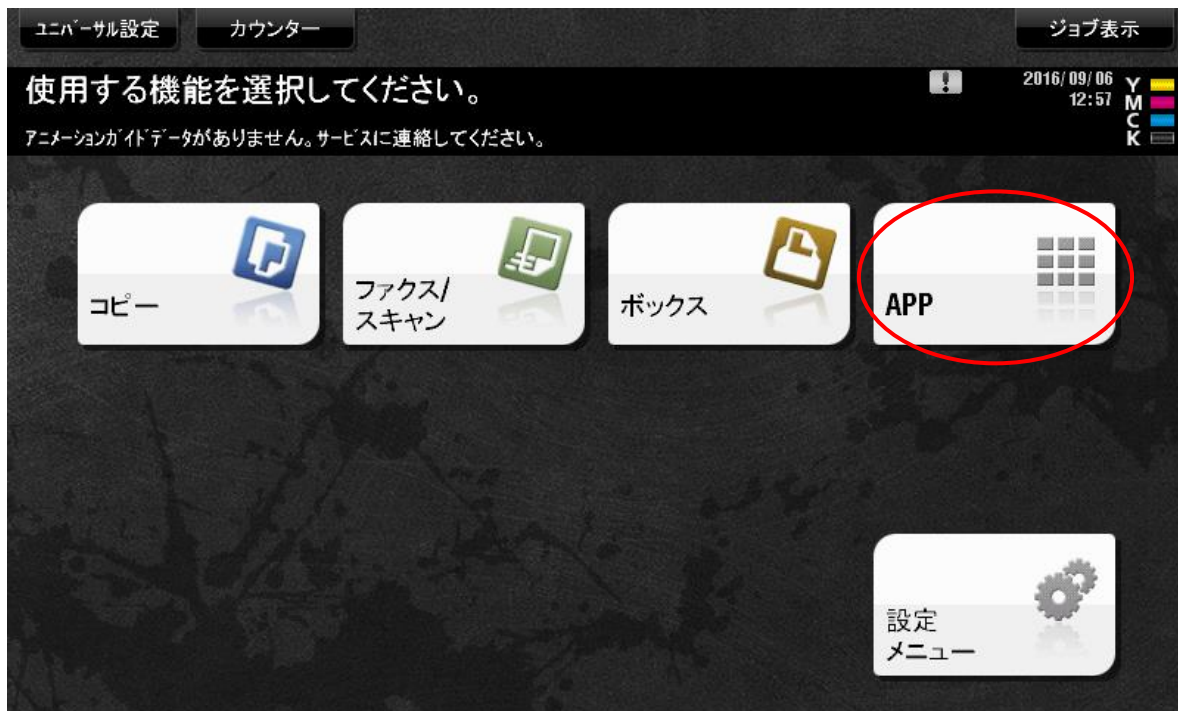 ユニバーサル設定 カウンター ジョブ表示
使用する機能を選択してください。
2016/09/06
12:57
アニメーションガイドデータがありません。サービスに連絡してください。
Y
M
C
K
コピー
ファクス/
スキャン
ボックス
APP
設定
メニュー